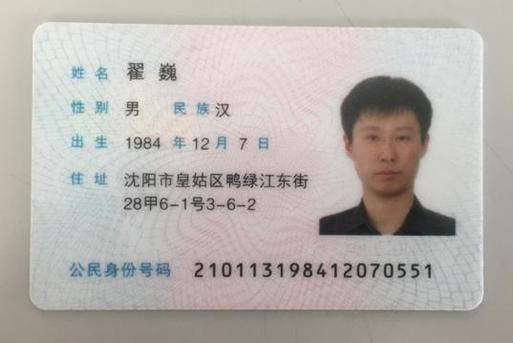 姓名 翟巍
性别 男 民族 汉
出生 1984 年 12 月 7 日
住址 沈阳市皇姑区鸭绿江东街
28甲6-1号3-6-2
公民身份号码 210113198412070551